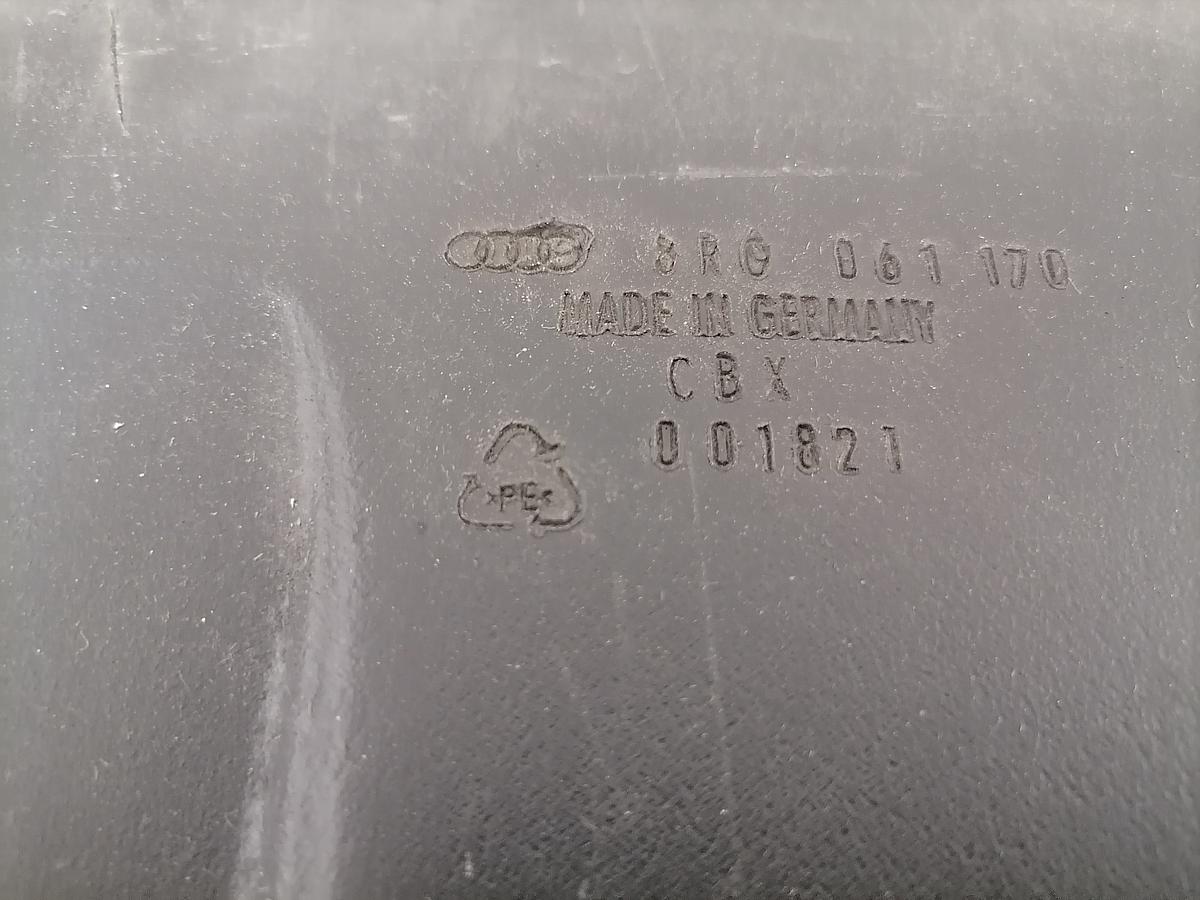 8R0 061 170
MADE IN GERMANY
CBX
001821
>PE<